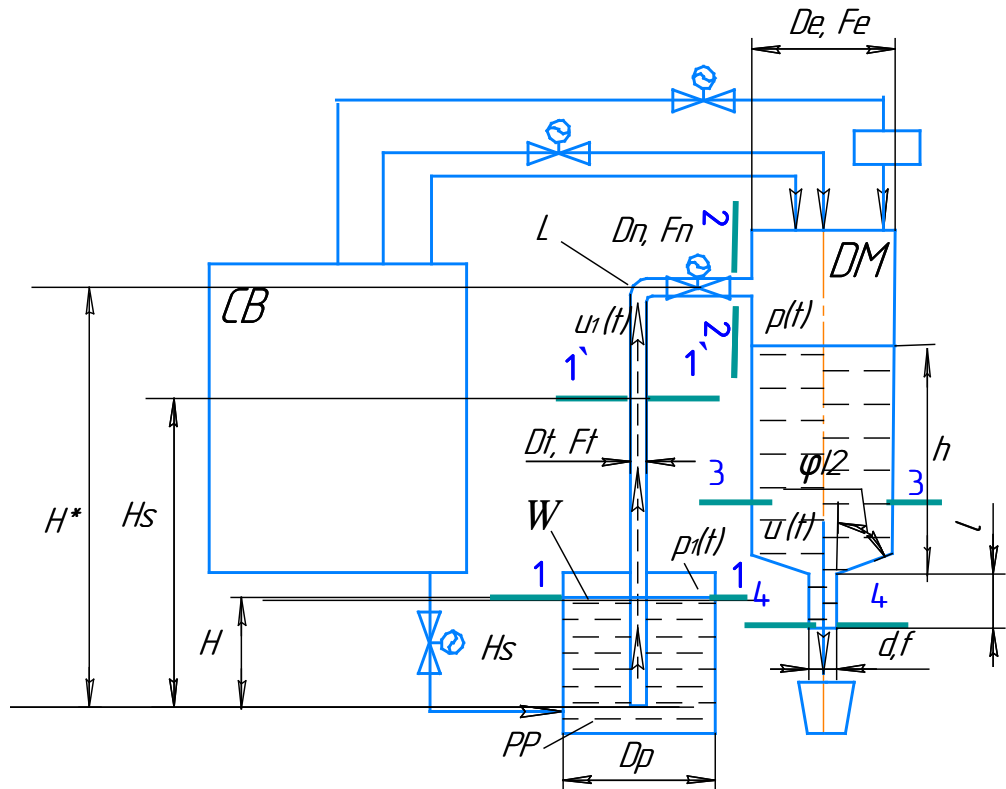 De, Fe
2
L
Dn, Fn
DM
CB
u1(t)
p(t)
2'
1'
1'
Dt, Ft
h
φ/2
3
3
H*
Hs
W
u(t)
l
p1(t)
1
1
4
4
H
Hs
d,f
PP
Dp